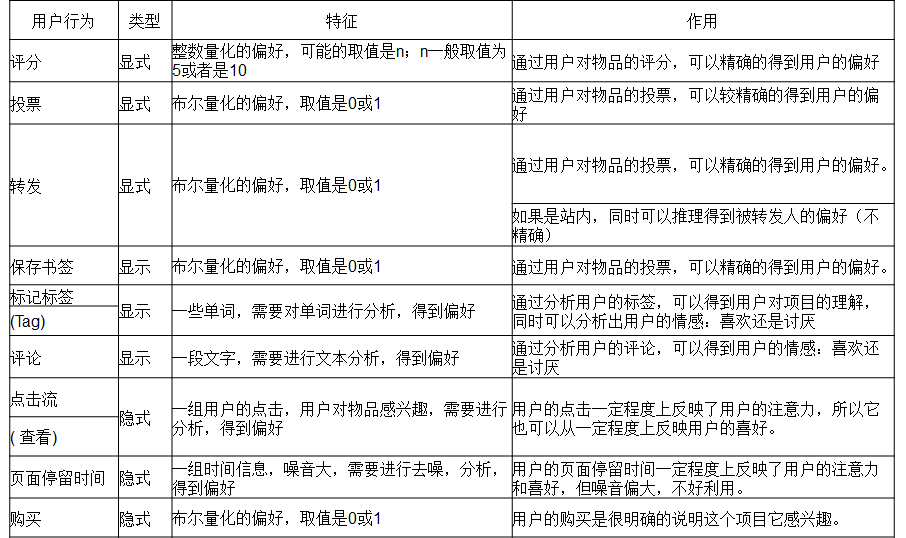 用户行为 类型 特征 作用
评分 显式 整数量化的偏好，可能的取值是n；n一般取值为
5或者是10
通过用户对物品的评分，可以精确的得到用户的偏好
投票 显式 布尔量化的偏好，取值是0或1
通过用户对物品的投票，可以较精确的得到用户的偏
好
转发 显式 布尔量化的偏好，取值是0或1
通过用户对物品的投票，可以精确的得到用户的偏好。
如果是站内，同时可以推理得到被转发人的偏好（不
精确）
保存书签 显示 布尔量化的偏好，取值是0或1 通过用户对物品的投票，可以精确的得到用户的偏好。
标记标签
(Tag)
显示 一些单词，需要对单词进行分析，得到偏好
通过分析用户的标签，可以得到用户对项目的理解，
同时可以分析出用户的情感：喜欢还是讨厌
评论 显示 一段文字，需要进行文本分析，得到偏好
通过分析用户的评论，可以得到用户的情感：喜欢还
是讨厌
点击流
( 查看)
隐式
一组用户的点击，用户对物品感兴趣，需要进行
分析，得到偏好
用户的点击一定程度上反映了用户的注意力，所以它
也可以从一定程度上反映用户的喜好。
页面停留时间 隐式
一组时间信息，噪音大，需要进行去噪，分析，
得到偏好
用户的页面停留时间一定程度上反映了用户的注意力
和喜好，但噪音偏大，不好利用。
购买 隐式 布尔量化的偏好，取值是0或1 用户的购买是很明确的说明这个项目它感兴趣。